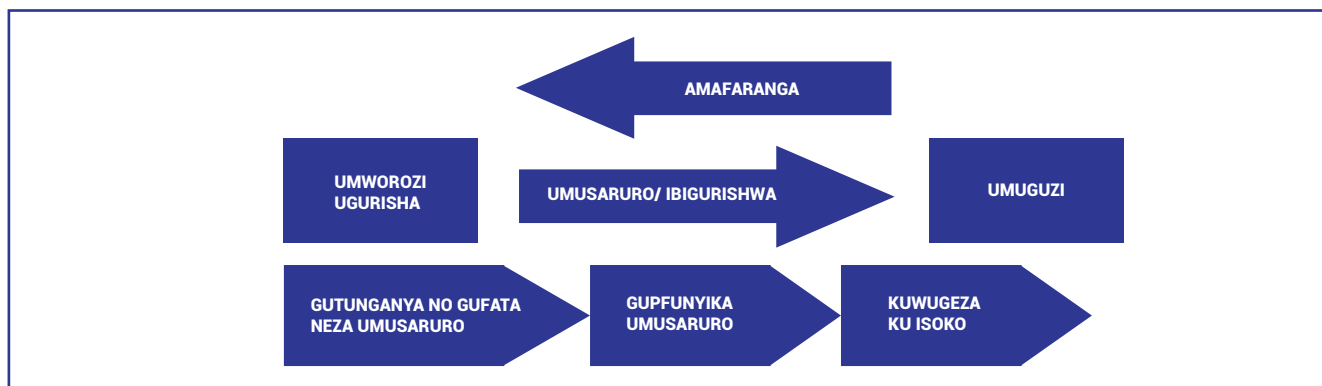 AMAFARANGA
UMWOROZI
UGURISHA
UMUSARURO/ IBIGURISHWA
UMUGUZI
GUTUNGANYA NO GUFATA
NEZA UMUSARURO
GUPFUNYIKA
UMUSARURO
KUWUGEZA
KU ISOKO